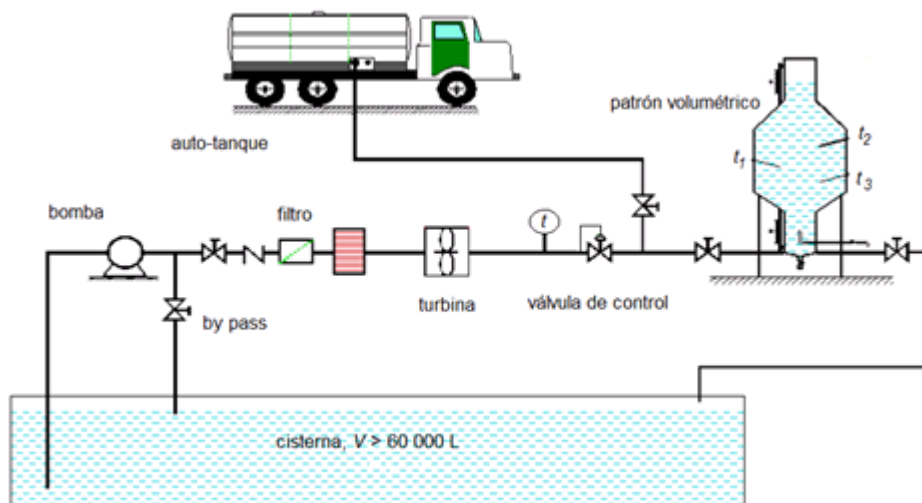 patrón volumétrico
auto-tanque
t2
t1
t3
bomba
filtro
t
turbina
válvula de control
by pass
cisterna, V > 60 000 L